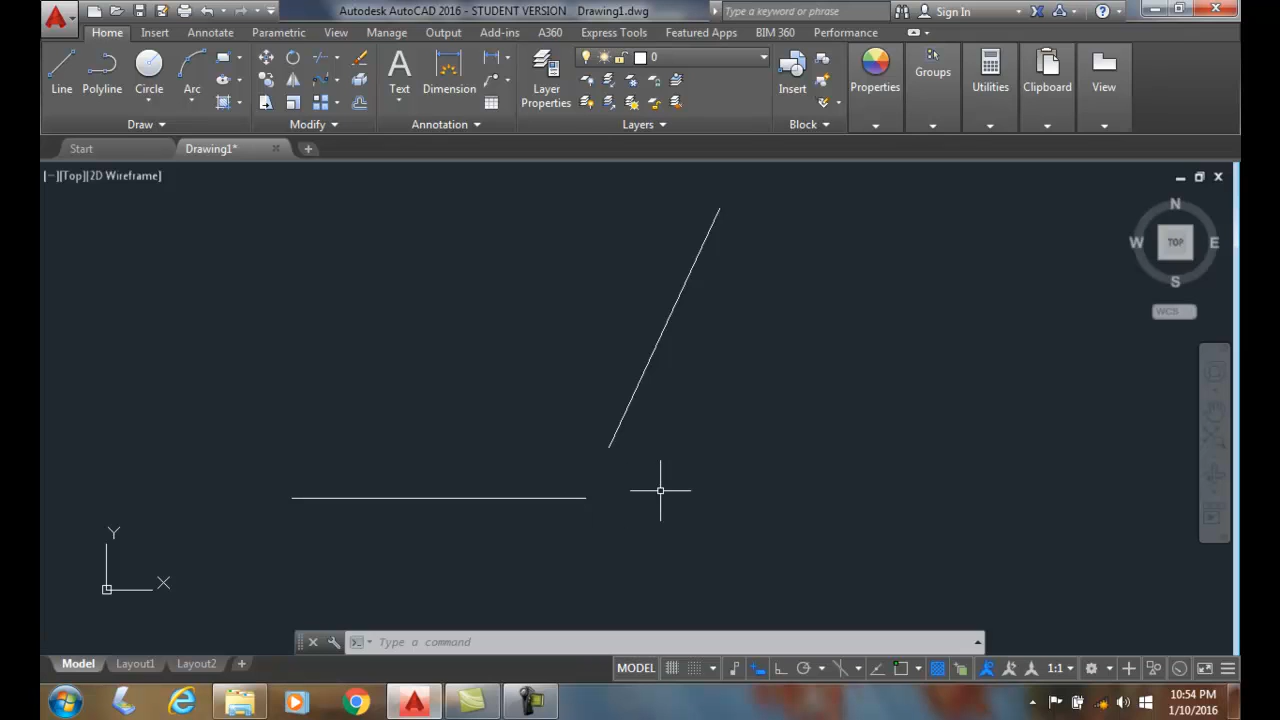 Autodesk AutoCAD 2016 - STUDENT VERSION Drawing1.dwg
Type a keyword or phrase
Sign In
Home Insert Annotate Parametric View Manage Output Add-ins A360 Express Tools Featured Apps BIM 360 Performance
Line Polyline Circle Arc
Text Dimension
Layer
Properties
0
Insert
Properties
Groups
Utilities
Clipboard
View
Draw Modify Annotation Layers Block
Start Drawing1*
[−][Top][2D Wireframe]
N
W TOP E
S
WCS
Y
X
Type a command
Model Layout1 Layout2
MODEL 1:1
10:54 PM
1/10/2016